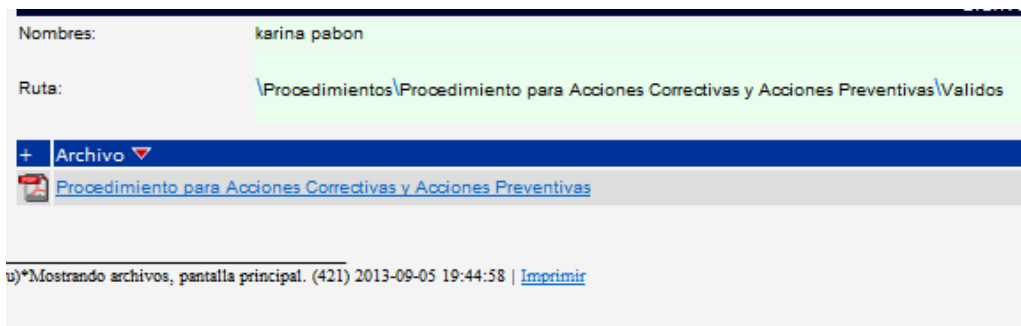 Nombres: karina pabon
Ruta: \Procedimientos\Procedimiento para Acciones Correctivas y Acciones Preventivas\Validos
+ Archivo
Procedimiento para Acciones Correctivas y Acciones Preventivas
u)*Mostrando archivos, pantalla principal. (421) 2013-09-05 19:44:58 | Imprimir